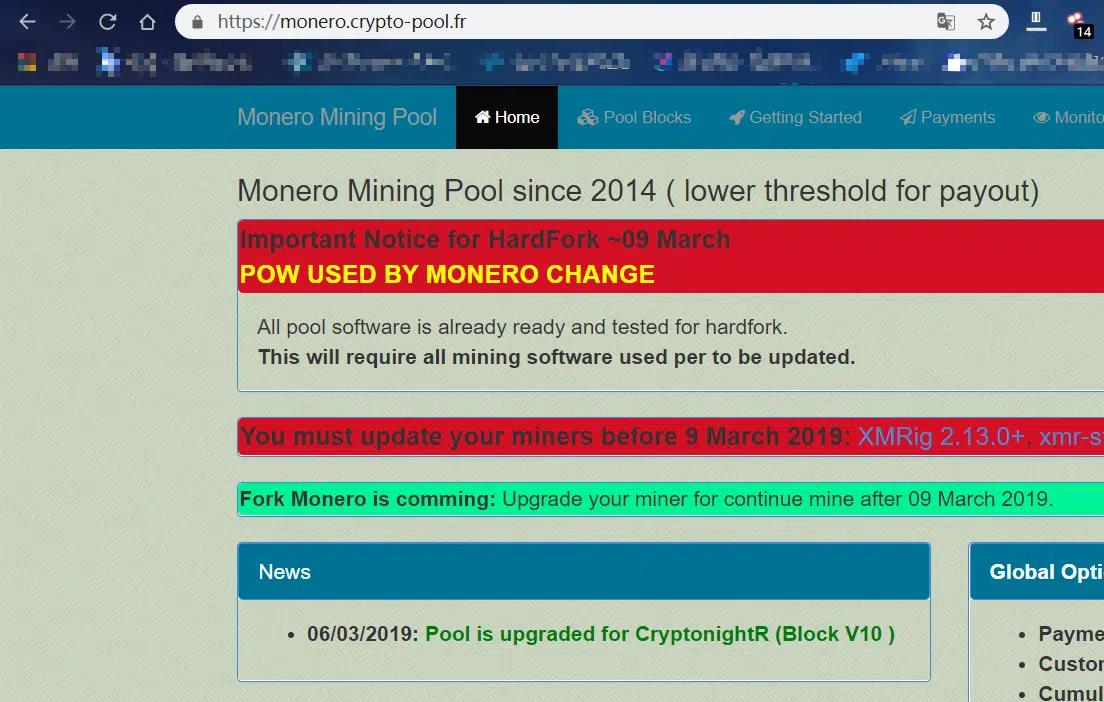 https://monero.crypto-pool.fr
14
Monero Mining Pool Home Pool Blocks Getting Started Payments Monito
Monero Mining Pool since 2014 ( lower threshold for payout)
Important Notice for HardFork ~09 March
POW USED BY MONERO CHANGE
All pool software is already ready and tested for hardfork.
This will require all mining software used per to be updated.
You must update your miners before 9 March 2019: XMRig 2.13.0+, xmr-s
Fork Monero is comming: Upgrade your miner for continue mine after 09 March 2019.
News
06/03/2019: Pool is upgraded for CryptonightR (Block V10 )
Global Opti
Payme
Custor
Cumul